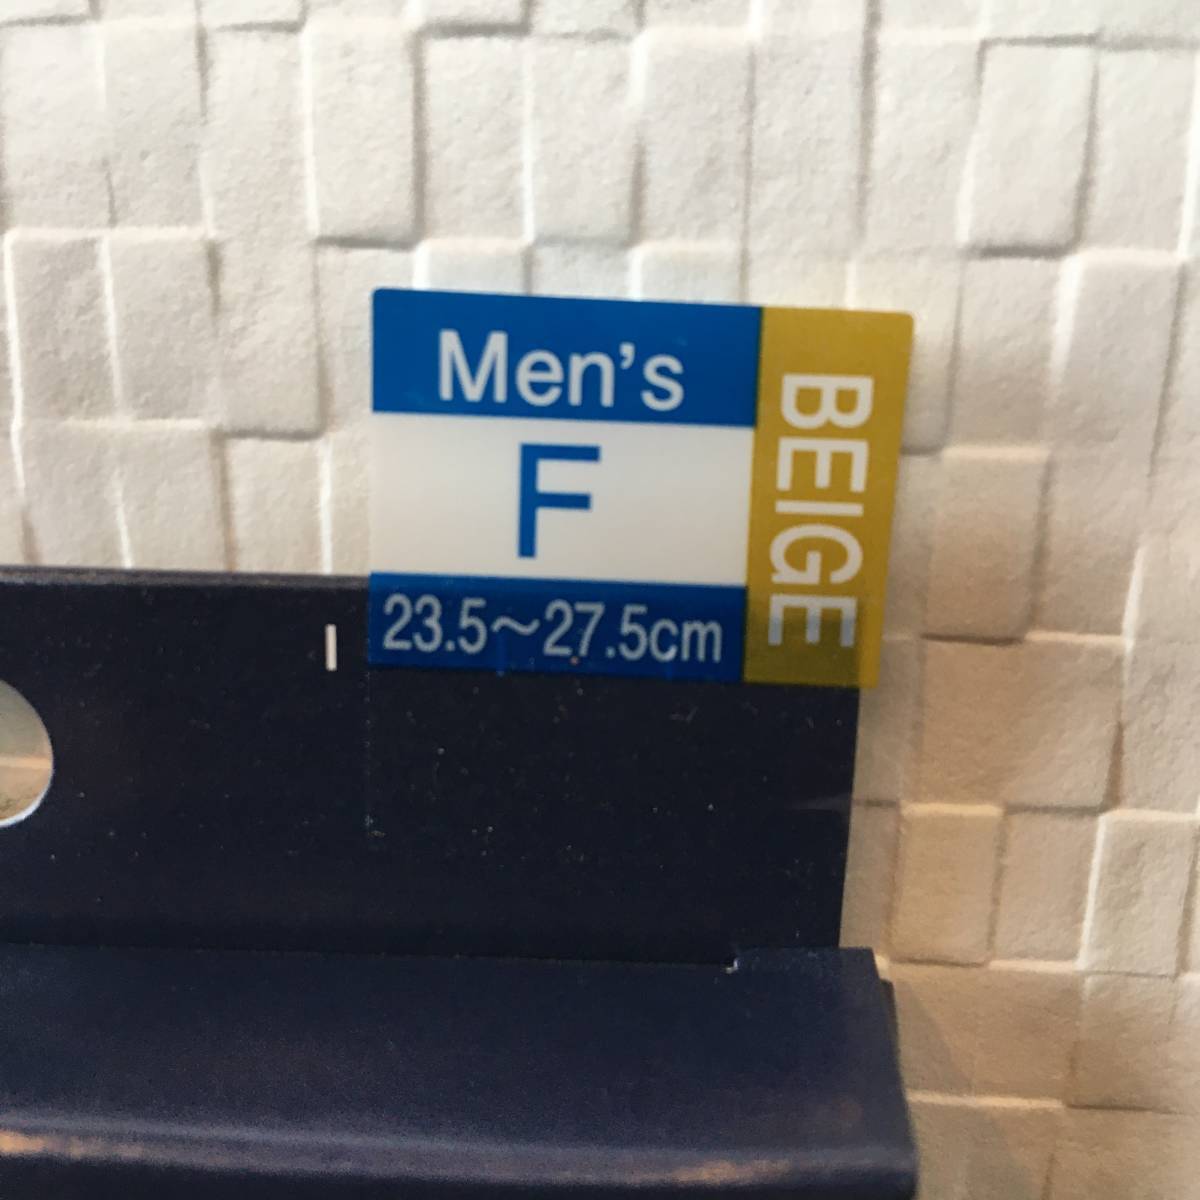 Men's
F
23.5～27.5cm
BEIGE